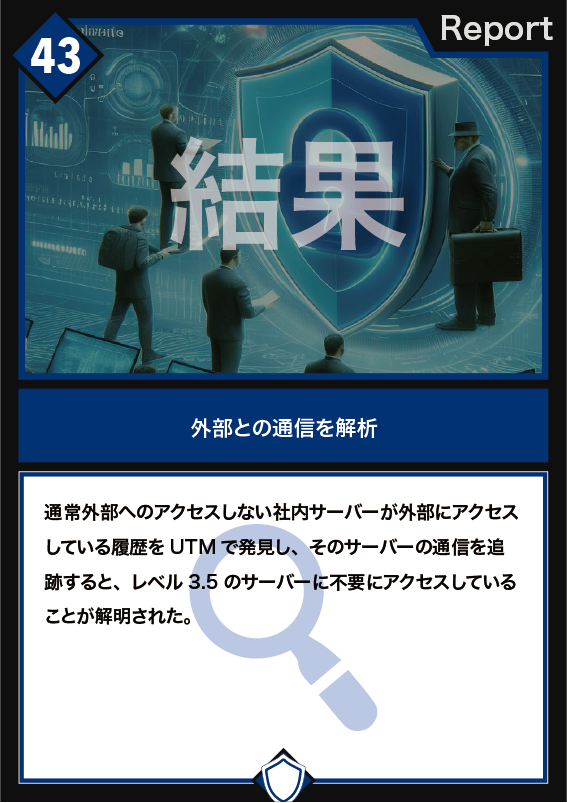 43
Report
結果
外部との通信を解析
通常外部へのアクセスしない社内サーバーが外部にアクセス
している履歴をUTMで発見し、そのサーバーの通信を追
跡すると、レベル 3.5 のサーバーに不要にアクセスしている
ことが解明された。